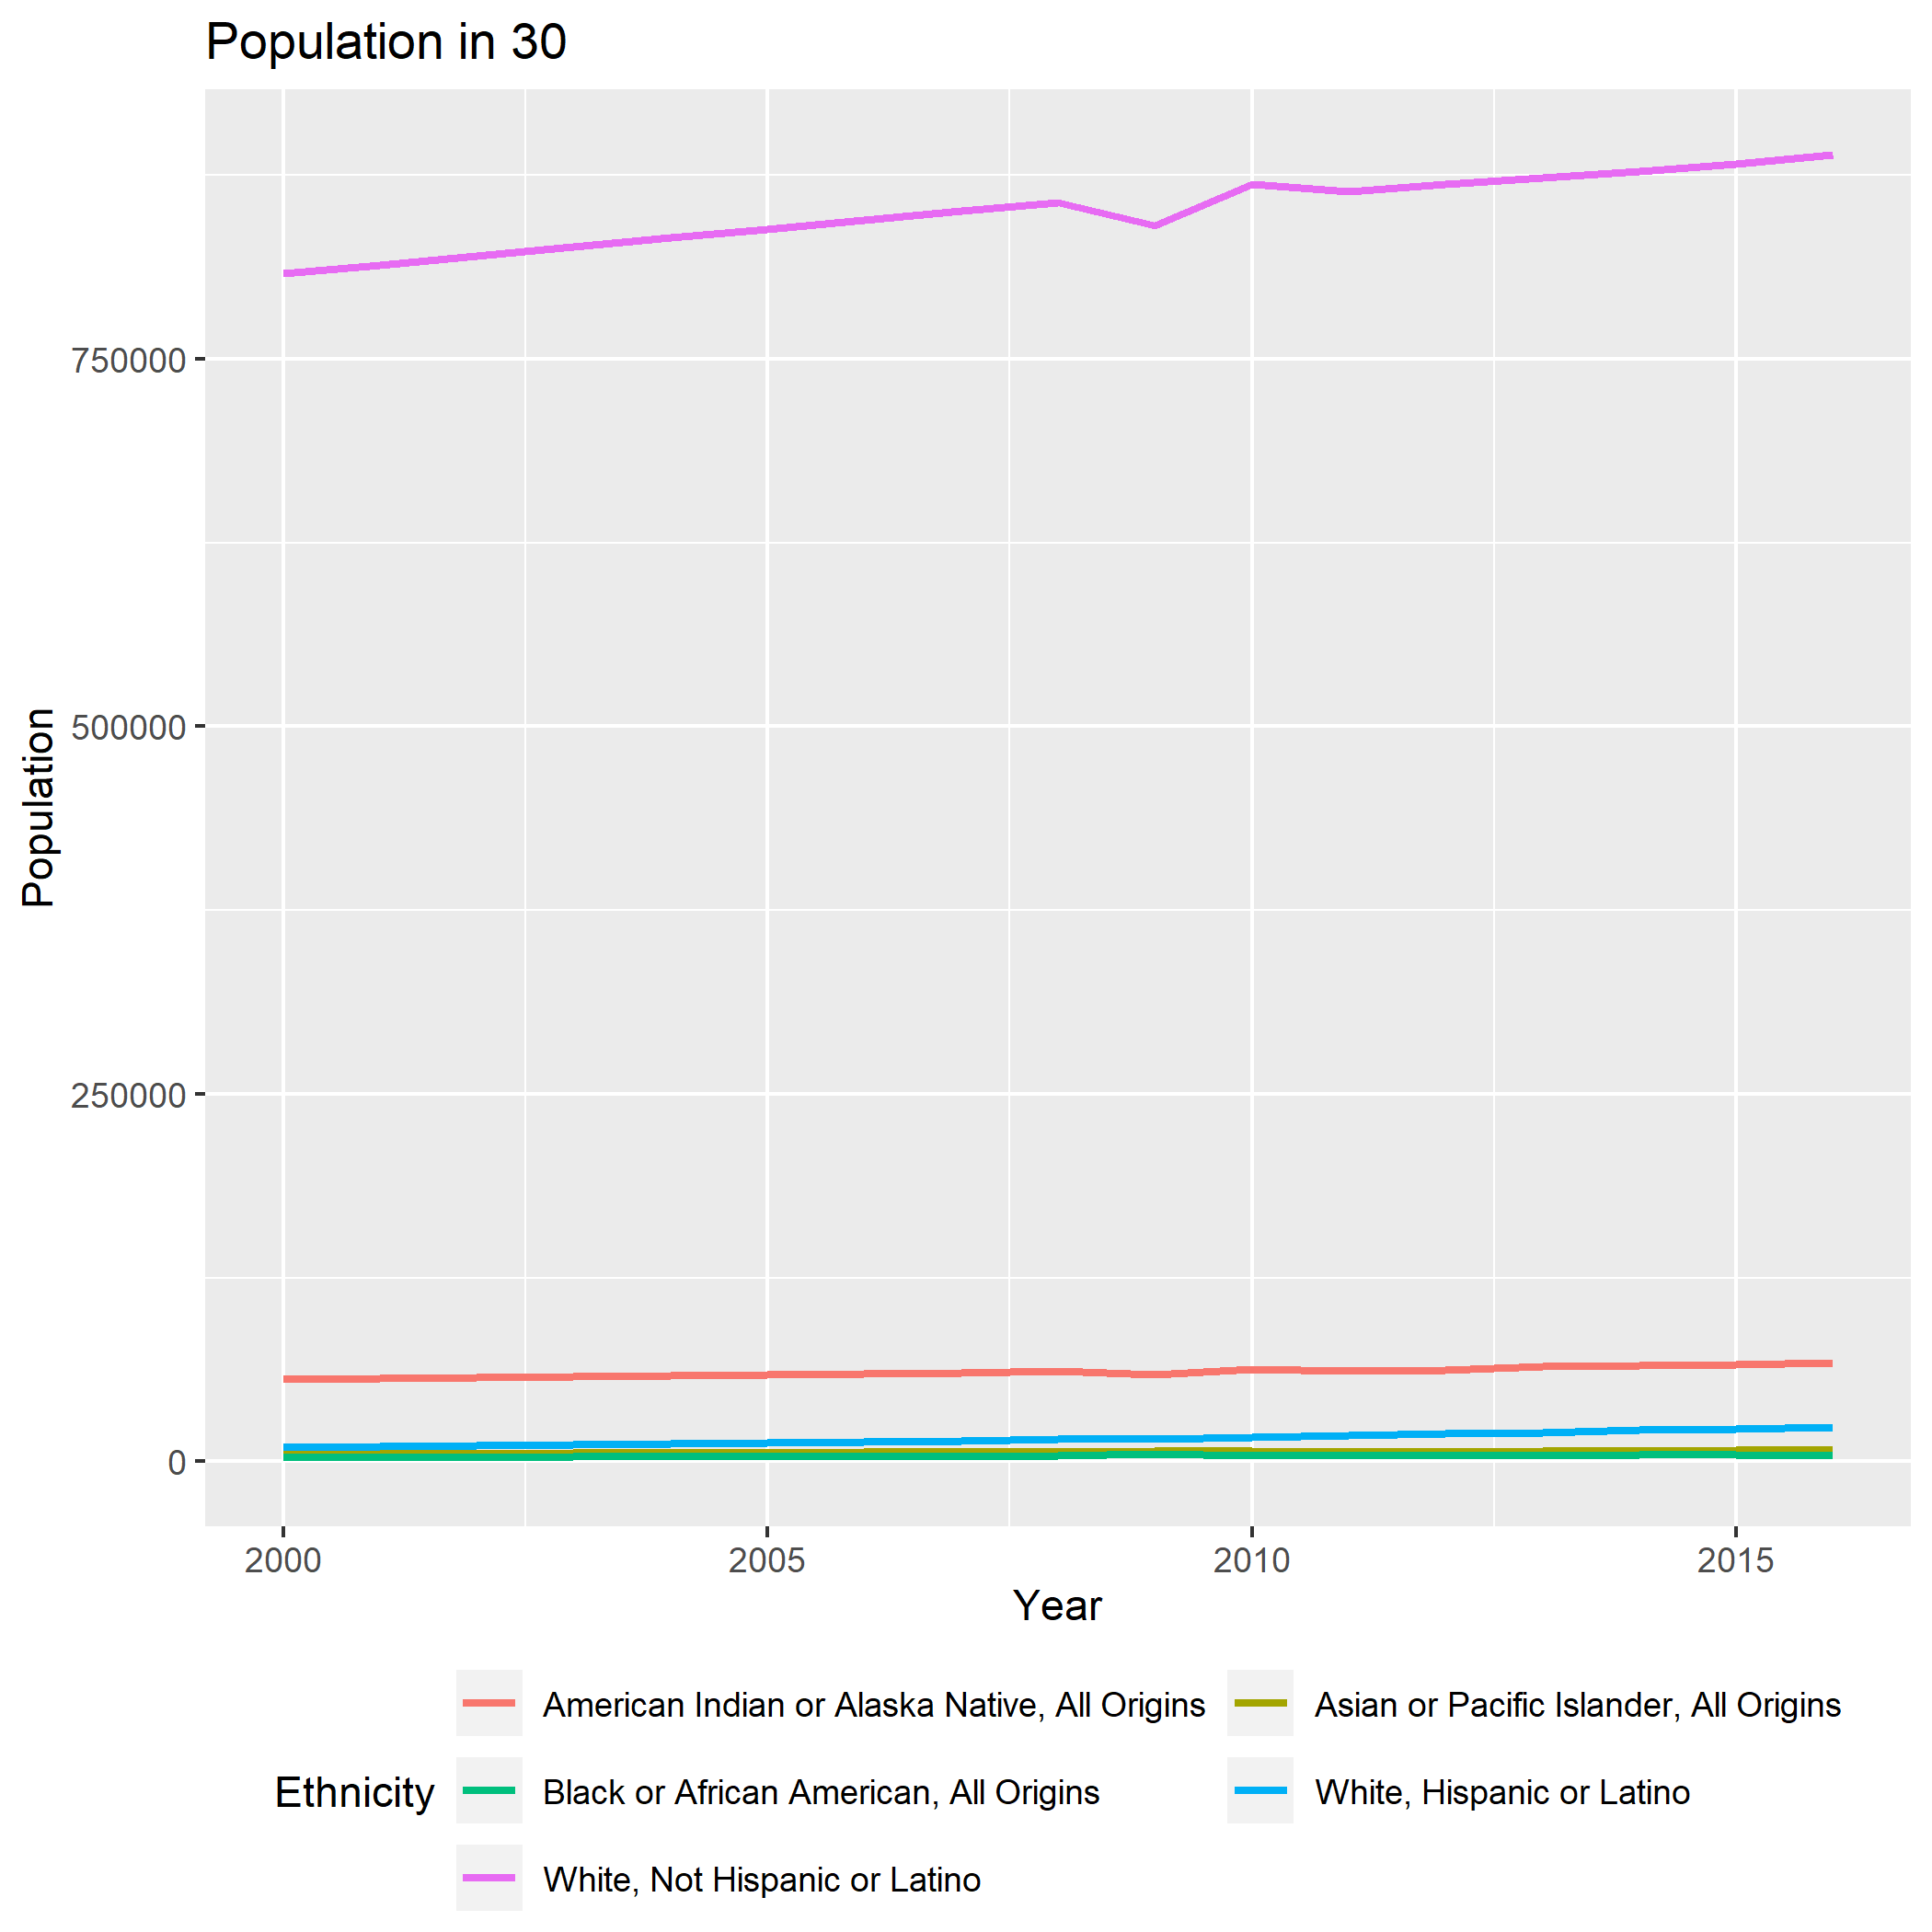 Population in 30
750000
500000
250000
0
Population
2000 2005 2010 2015
Year
Ethnicity
American Indian or Alaska Native, All Origins
Asian or Pacific Islander, All Origins
Black or African American, All Origins
White, Hispanic or Latino
White, Not Hispanic or Latino